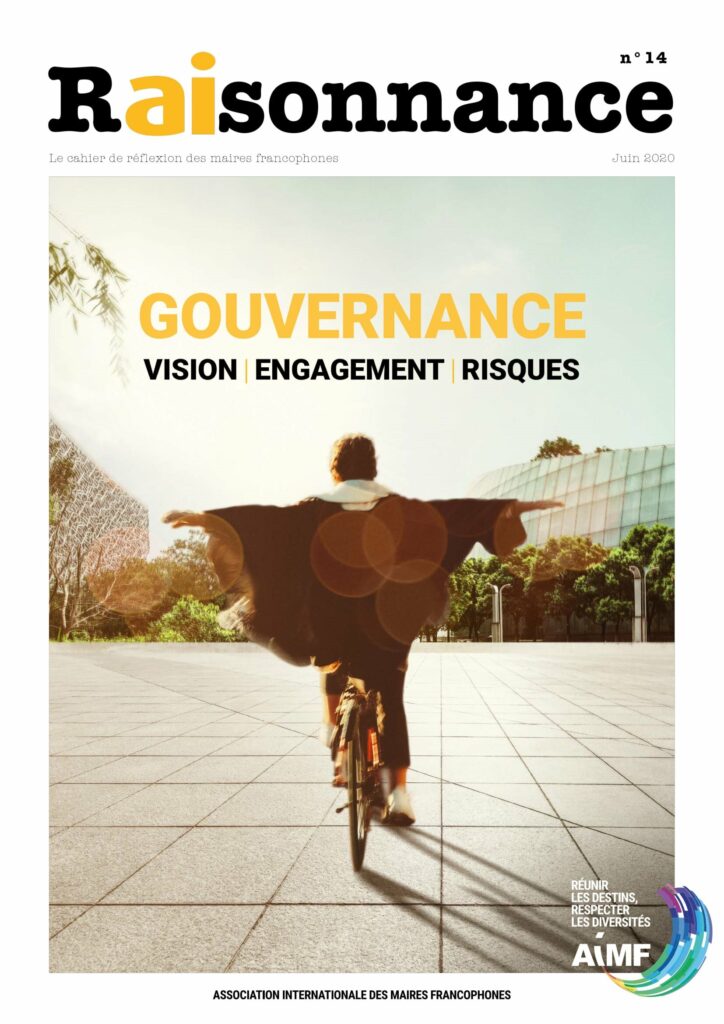 n°14
Raisonnance
Le cahier de réflexion des maires francophones
Juin 2020
GOUVERNANCE
VISION | ENGAGEMENT | RISQUES
RÉUNIR
LES DESTINS,
RESPECTER
LES DIVERSITÉS
AiMF
ASSOCIATION INTERNATIONALE DES MAIRES FRANCOPHONES